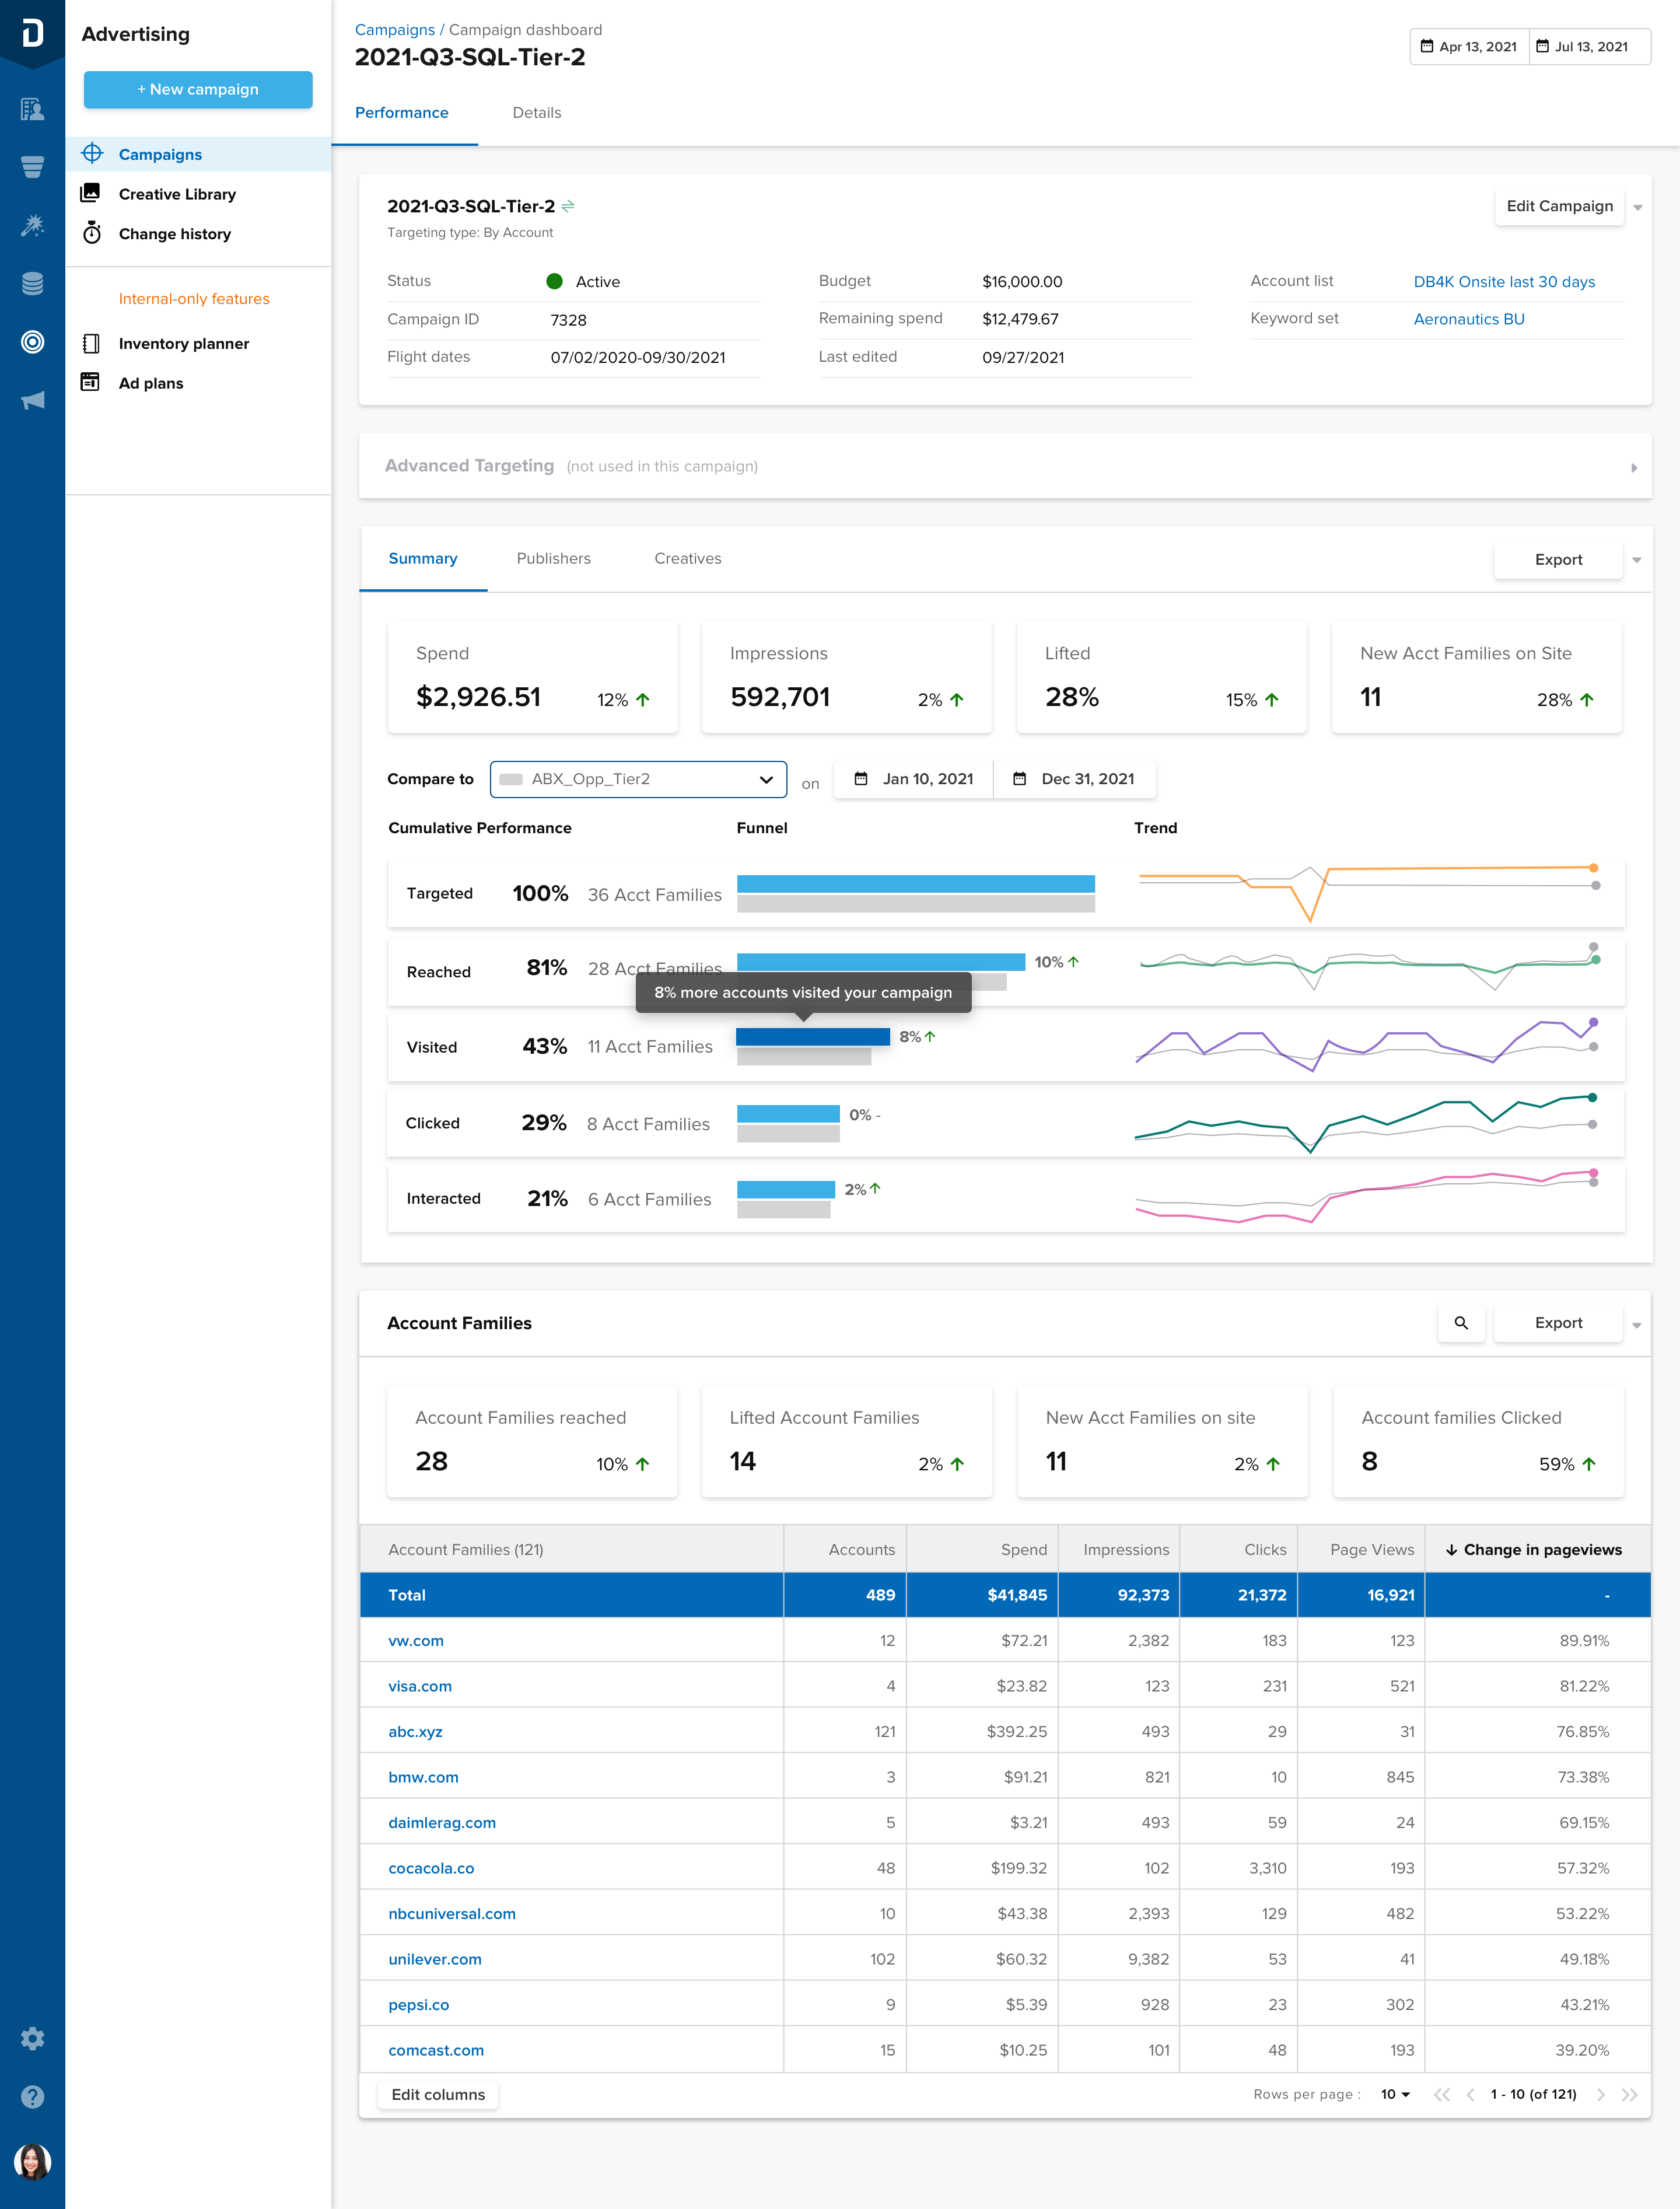 Advertising
+ New campaign
Campaigns
Creative Library
Change history
Internal-only features
Inventory planner
Ad plans
Campaigns / Campaign dashboard
2021-Q3-SQL-Tier-2
Apr 13, 2021 Jul 13, 2021
Performance Details
2021-Q3-SQL-Tier-2
Targeting type: By Account
Edit Campaign
Status Active Budget $16,000.00 Account list DB4K Onsite last 30 days
Campaign ID 7328 Remaining spend $12,479.67 Keyword set Aeronautics BU
Flight dates 07/02/2020-09/30/2021 Last edited 09/27/2021
Advanced Targeting (not used in this campaign)
Summary Publishers Creatives Export
Spend Impressions Lifted New Acct Families on Site
$2,926.51 12% 592,701 2% 28% 15% 11 28%
Compare to ABX_Opp_Tier2 on Jan 10, 2021 Dec 31, 2021
Cumulative Performance Funnel Trend
Targeted 100% 36 Acct Families
Reached 81% 28 Acct Families 10%
8% more accounts visited your campaign
Visited 43% 11 Acct Families 8%
Clicked 29% 8 Acct Families 0% -
Interacted 21% 6 Acct Families 2%
Account Families Export
Account Families reached Lifted Account Families New Acct Families on site Account families Clicked
28 10% 14 2% 11 2% 8 59%
Account Families (121) Accounts Spend Impressions Clicks Page Views Change in pageviews
Total 489 $41,845 92,373 21,372 16,921 -
vw.com 12 $72.21 2,382 183 123 89.91%
visa.com 4 $23.82 123 231 521 81.22%
abc.xyz 121 $392.25 493 29 31 76.85%
bmw.com 3 $91.21 821 10 845 73.38%
daimlerag.com 5 $3.21 493 59 24 69.15%
cocacola.co 48 $199.32 102 3,310 193 57.32%
nbcuniversal.com 10 $43.38 2,393 129 482 53.22%
unilever.com 102 $60.32 9,382 53 41 49.18%
pepsi.co 9 $5.39 928 23 302 43.21%
comcast.com 15 $10.25 101 48 193 39.20%
Edit columns Rows per page : 10 1 - 10 (of 121)